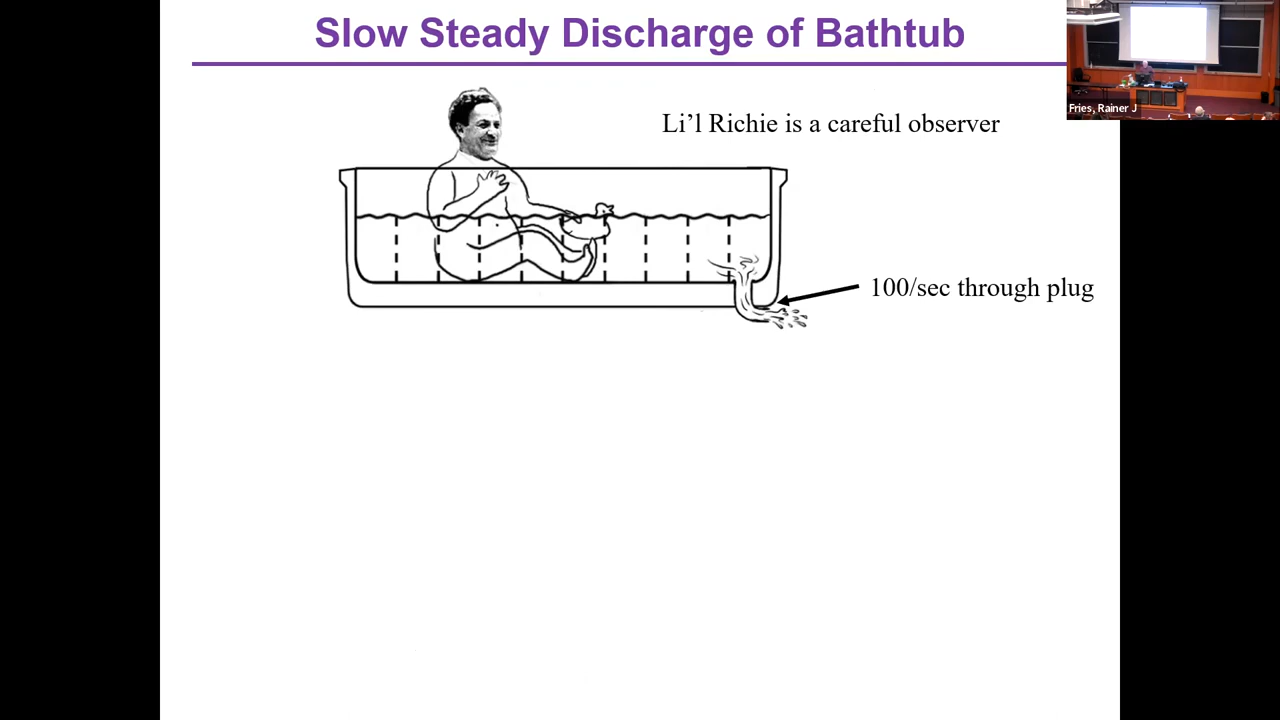 Slow Steady Discharge of Bathtub
Li’l Richie is a careful observer
Fries, Rainer J
100/sec through plug